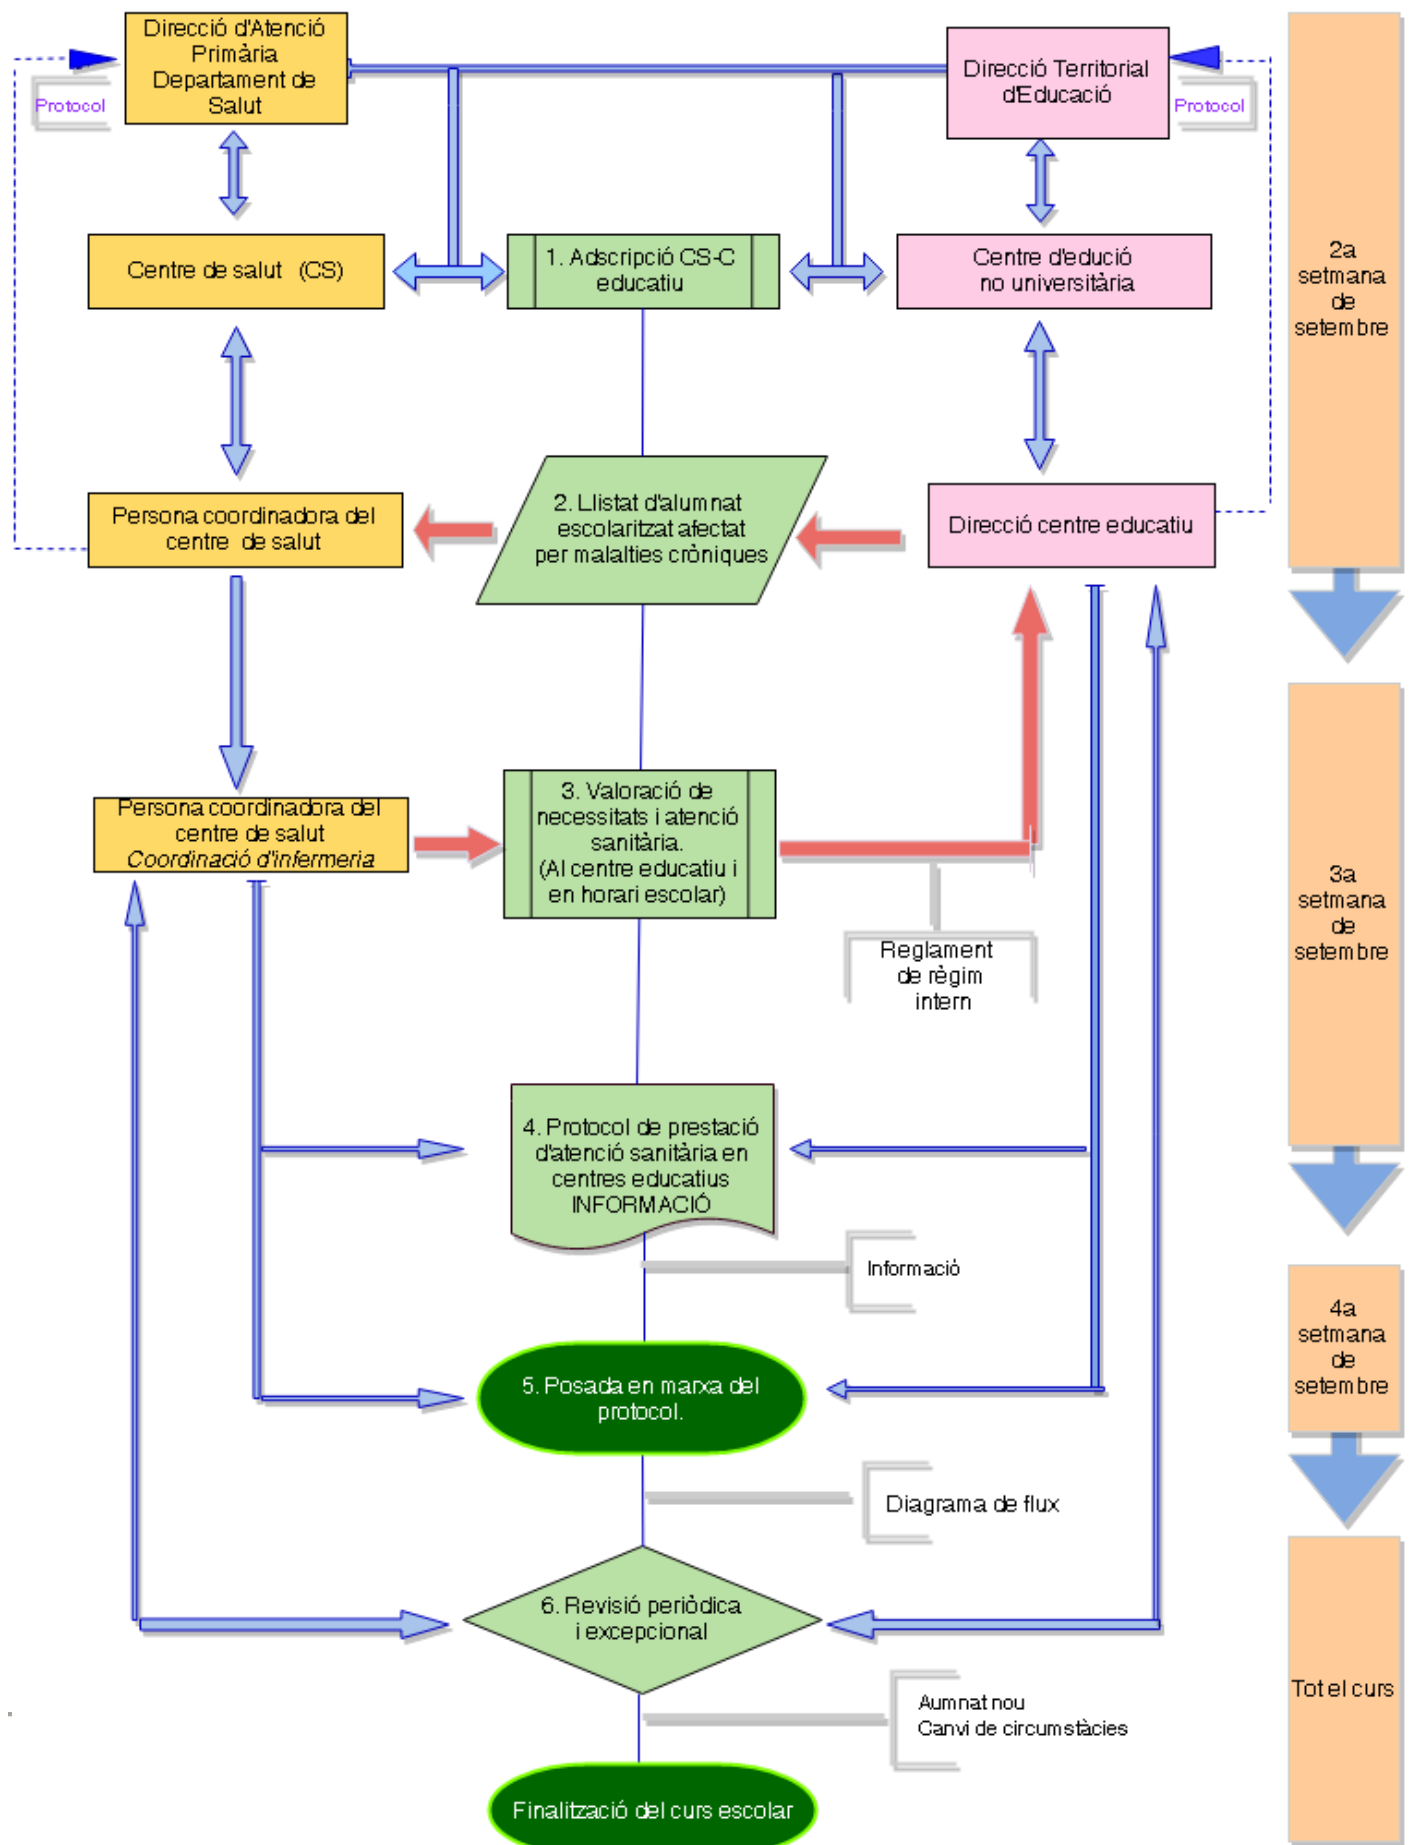 Direcció d'Atenció
Primària
Departament de
Salut
Direcció Territorial
d'Educació
Protocol
Protocol
Centre de salut (CS)
1. Adscripció CS-C
educatiu
Centre d'edució
no universitària
2a
setmana
de
setembre
Persona coordinadora del
centre de salut
2. Llistat d'alumnat
escolaritzat afectat
per malalties cròniques
Direcció centre educatiu
Persona coordinadora del
centre de salut
Coordinació d'infermeria
3. Valoració de
necessitats i atenció
sanitària.
(Al centre educatiu i
en horari escolar)
3a
setmana
de
setembre
Reglament
de règim
intern
4. Protocol de prestació
d'atenció sanitària en
centres educatius
INFORMACIÓ
Informació
4a
setmana
de
setembre
5. Posada en marxa del
protocol.
Diagrama de flux
6. Revisió periòdica
i excepcional
Tot el curs
Aumnat nou
Canvi de circumstàcies
Finalització del curs escolar